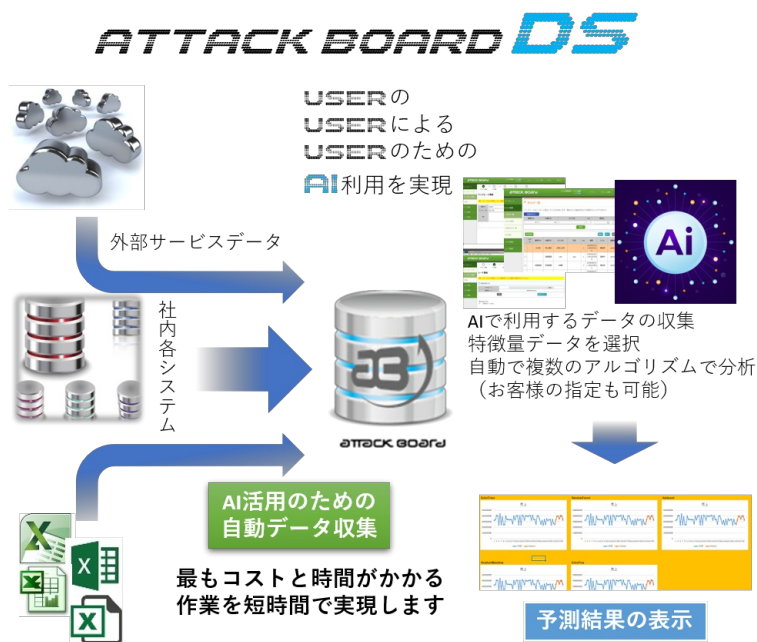 ATTACK BOARD DS
USERの
USERによる
USERのための
AI利用を実現
外部サービスデータ
社内各システム
attack board
Ai
AIで利用するデータの収集
特徴量データを選択
自動で複数のアルゴリズムで分析
（お客様の指定も可能）
AI活用のための
自動データ収集
最もコストと時間がかかる
作業を短時間で実現します
予測結果の表示